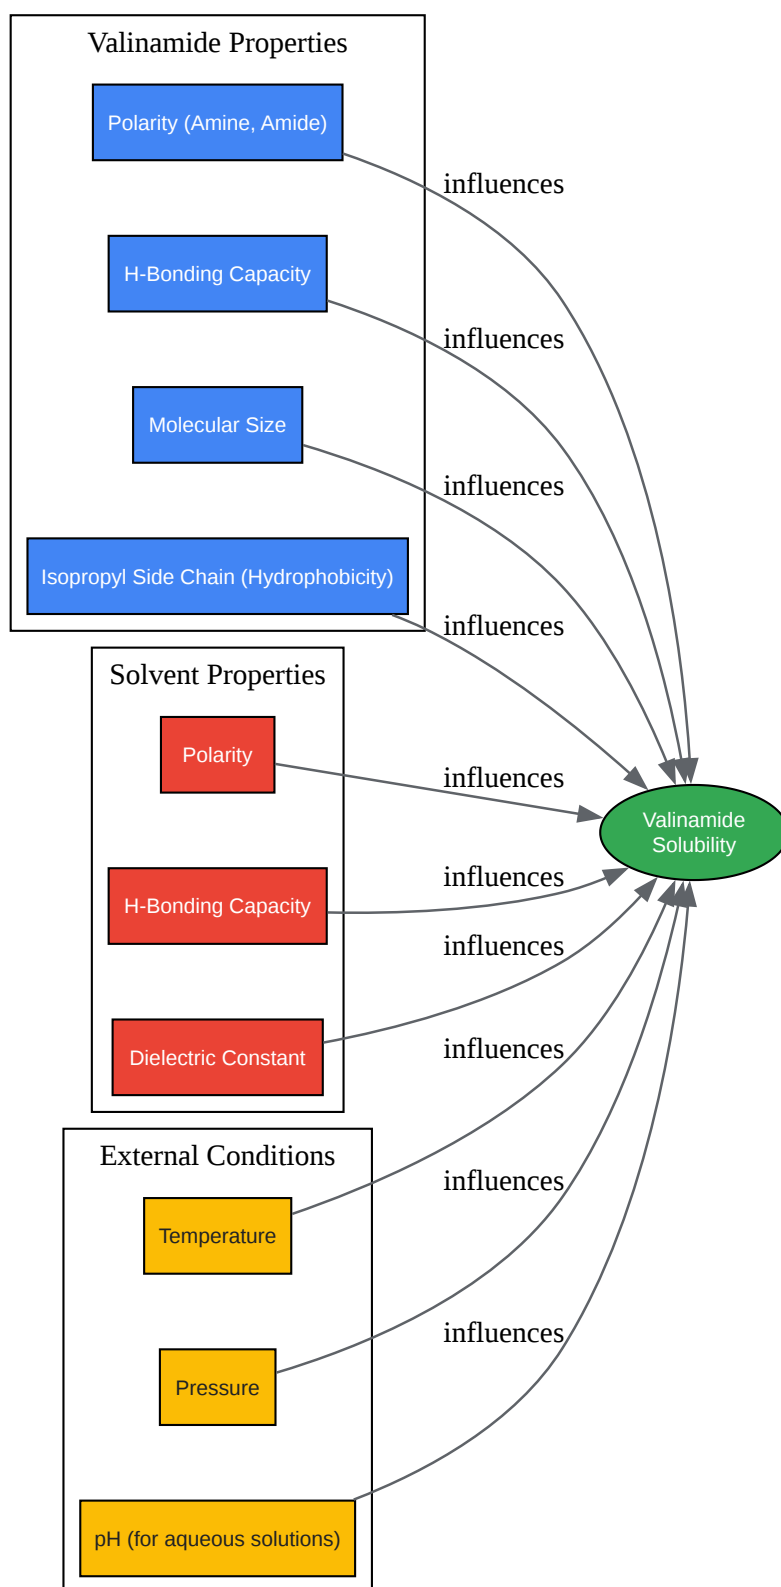 Valinamide Properties
Polarity (Amine, Amide)
influences
H-Bonding Capacity
influences
Molecular Size
influences
Isopropyl Side Chain (Hydrophobicity)
influences
Solvent Properties
Polarity
influences
H-Bonding Capacity
influences
Dielectric Constant
influences
Valinamide
Solubility
External Conditions
Temperature
influences
Pressure
influences
pH (for aqueous solutions)
influences